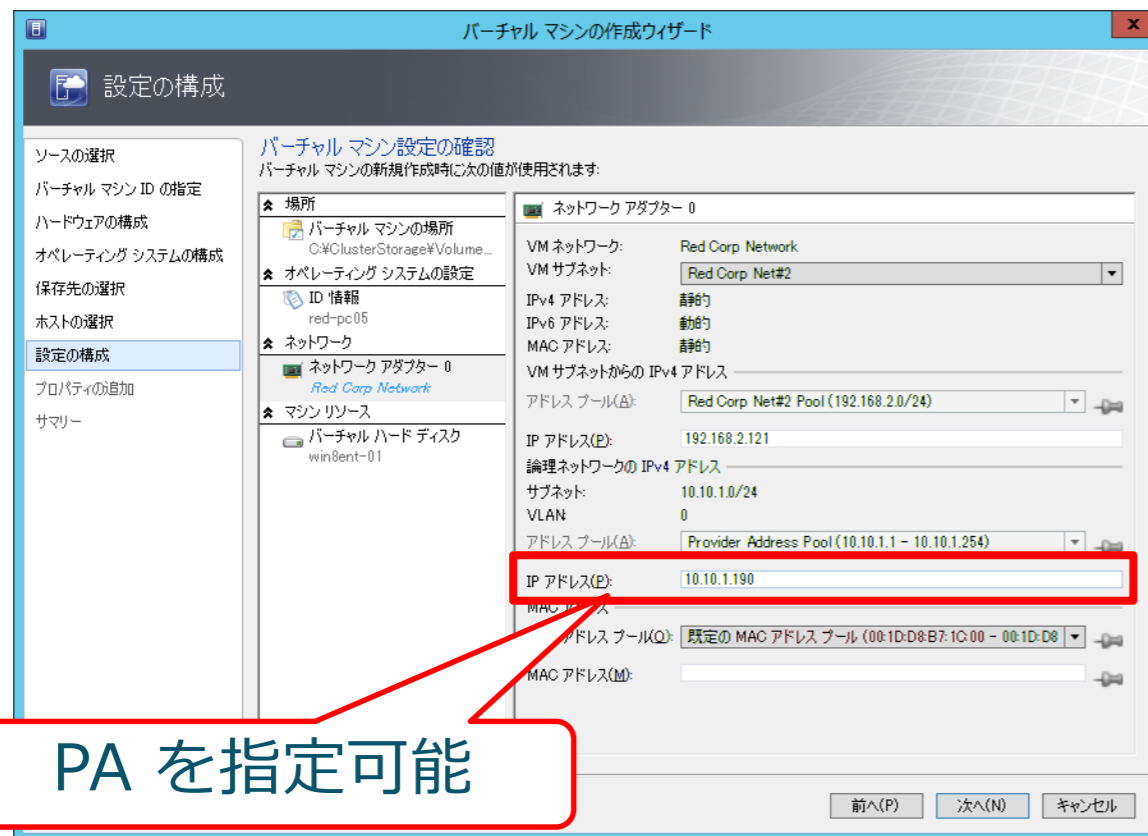 バーチャル マシンの作成ウィザード
x
設定の構成
ソースの選択
バーチャル マシン ID の指定
ハードウェアの構成
オペレーティング システムの構成
保存先の選択
ホストの選択
設定の構成
プロパティの追加
サマリー
バーチャル マシン設定の確認
バーチャル マシンの新規作成時に次の値が使用されます:
場所
バーチャル マシンの場所
C:¥ClusterStorage¥Volume...
オペレーティング システムの設定
ID 情報
red-pc05
ネットワーク
ネットワーク アダプター 0
Red Corp Network
マシン リソース
バーチャル ハード ディスク
win8ent-01
ネットワーク アダプター 0
VM ネットワーク: Red Corp Network
VM サブネット: Red Corp Net#2
IPv4 アドレス: 静的
IPv6 アドレス: 動的
MAC アドレス: 静的
VM サブネットからの IPv4 アドレス
アドレス プール(A): Red Corp Net#2 Pool (192.168.2.0/24)
IP アドレス(P): 192.168.2.121
論理ネットワークの IPv4 アドレス
サブネット: 10.10.1.0/24
VLAN: 0
アドレス プール(A): Provider Address Pool (10.10.1.1 - 10.10.1.254)
IP アドレス(P): 10.10.1.190
MAC アドレス
ドレス プール(O): 既定の MAC アドレス プール (00:1D:D8:B7:1C:00 - 00:1D:D8
MAC アドレス(M):
PA を指定可能
前へ(P) 次へ(N) キャンセル